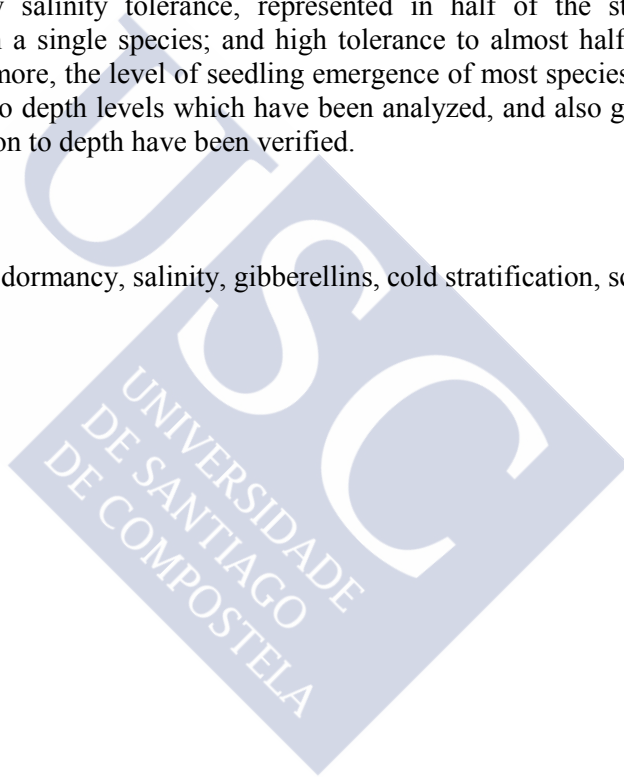 salinity tolerance, represented in half of the
a single species; and high tolerance to almost half
more, the level of seedling emergence of most species
o depth levels which have been analyzed, and also g
on to depth have been verified.
dormancy, salinity, gibberellins, cold stratification, sc
USC
UNIVERSIDADE
DE SANTIAGO
DE COMPOSTELA